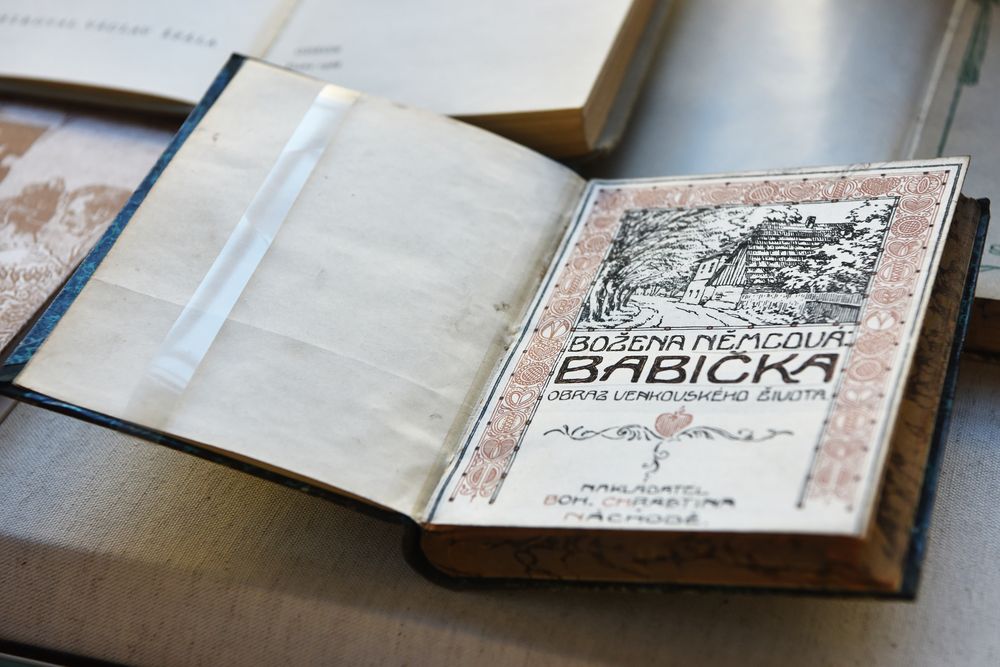 BOŽENA NĚMCOVÁ:
BABIČKA
OBRAZ VENKOVSKÉHO ŽIVOTA.
NAKLADATEL
BOH. CHRASTINA
NÁCHODĚ.